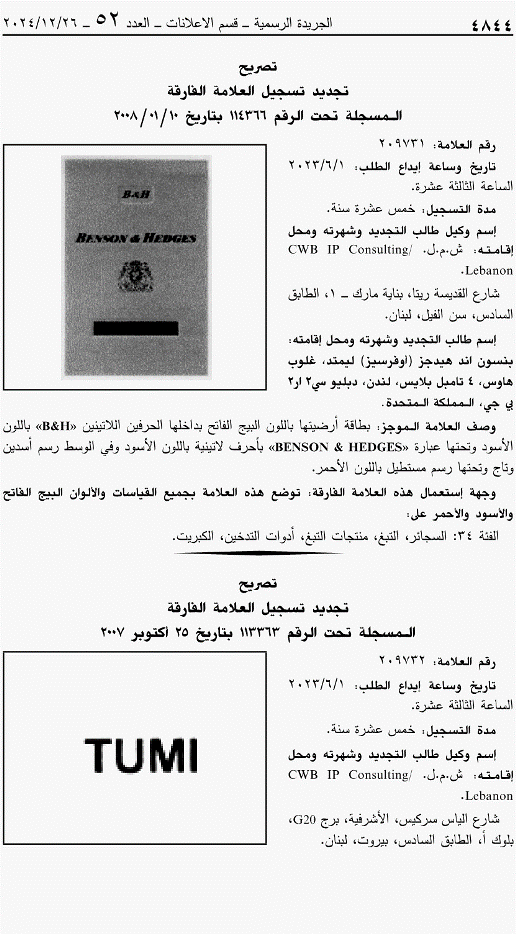 ٤٨٤٤
الجريدة الرسمية – قسم الاعلانات – العدد ٥٢ – ٢٠٢٤/١٢/٢٦
تصريح
تجديد تسجيل العلامة الفارقة
المسجلة تحت الرقم ١١٤٣٦٦ بتاريخ ٢٠٠٨/٠١/١٠
رقم العلامة: ٢٠٩٧٣١
تاريخ وساعة إيداع الطلب: ٢٠٢٣/٦/١
الساعة الثالثة عشرة.
مدة التسجيل: خمس عشرة سنة.
إسم وكيل طالب التجديد وشهرته ومحل
إقامته: ش.م.ل. CWB IP Consulting/
Lebanon.
شارع القديسة ريتا، بناية مارك – ١، الطابق
السادس، سن الفيل، لبنان.
إسم طالب التجديد وشهرته ومحل إقامته:
بنسون اند هيدجز (اوفرسيز) ليمتد، غلوب
هاوس، ٤ تامبل بلايس، لندن، دبليو سي٢ ار٢
بي جي، المملكة المتحدة.
B&H
BENSON & HEDGES
وصف العلامة الموجز: بطاقة أرضيتها باللون البيج الفاتح بداخلها الحرفين اللاتينين «B&H» باللون
الأسود وتحتها عبارة «BENSON & HEDGES» بأحرف لاتينية باللون الأسود وفي الوسط رسم أسدين
وتاج وتحتها رسم مستطيل باللون الأحمر.
وجهة إستعمال هذه العلامة الفارقة: توضع هذه العلامة بجميع القياسات والألوان البيج الفاتح
والأسود والأحمر على:
الفئة ٣٤: السجائر، التبغ، منتجات التبغ، أدوات التدخين، الكبريت.
تصريح
تجديد تسجيل العلامة الفارقة
المسجلة تحت الرقم ١١٣٣٦٣ بتاريخ ٢٥ اكتوبر ٢٠٠٧
رقم العلامة: ٢٠٩٧٣٢
تاريخ وساعة إيداع الطلب: ٢٠٢٣/٦/١
الساعة الثالثة عشرة.
مدة التسجيل: خمس عشرة سنة.
إسم وكيل طالب التجديد وشهرته ومحل
إقامته: ش.م.ل. CWB IP Consulting/
Lebanon.
شارع الياس سركيس، الأشرفية، برج G20،
بلوك أ، الطابق السادس، بيروت، لبنان.
TUMI